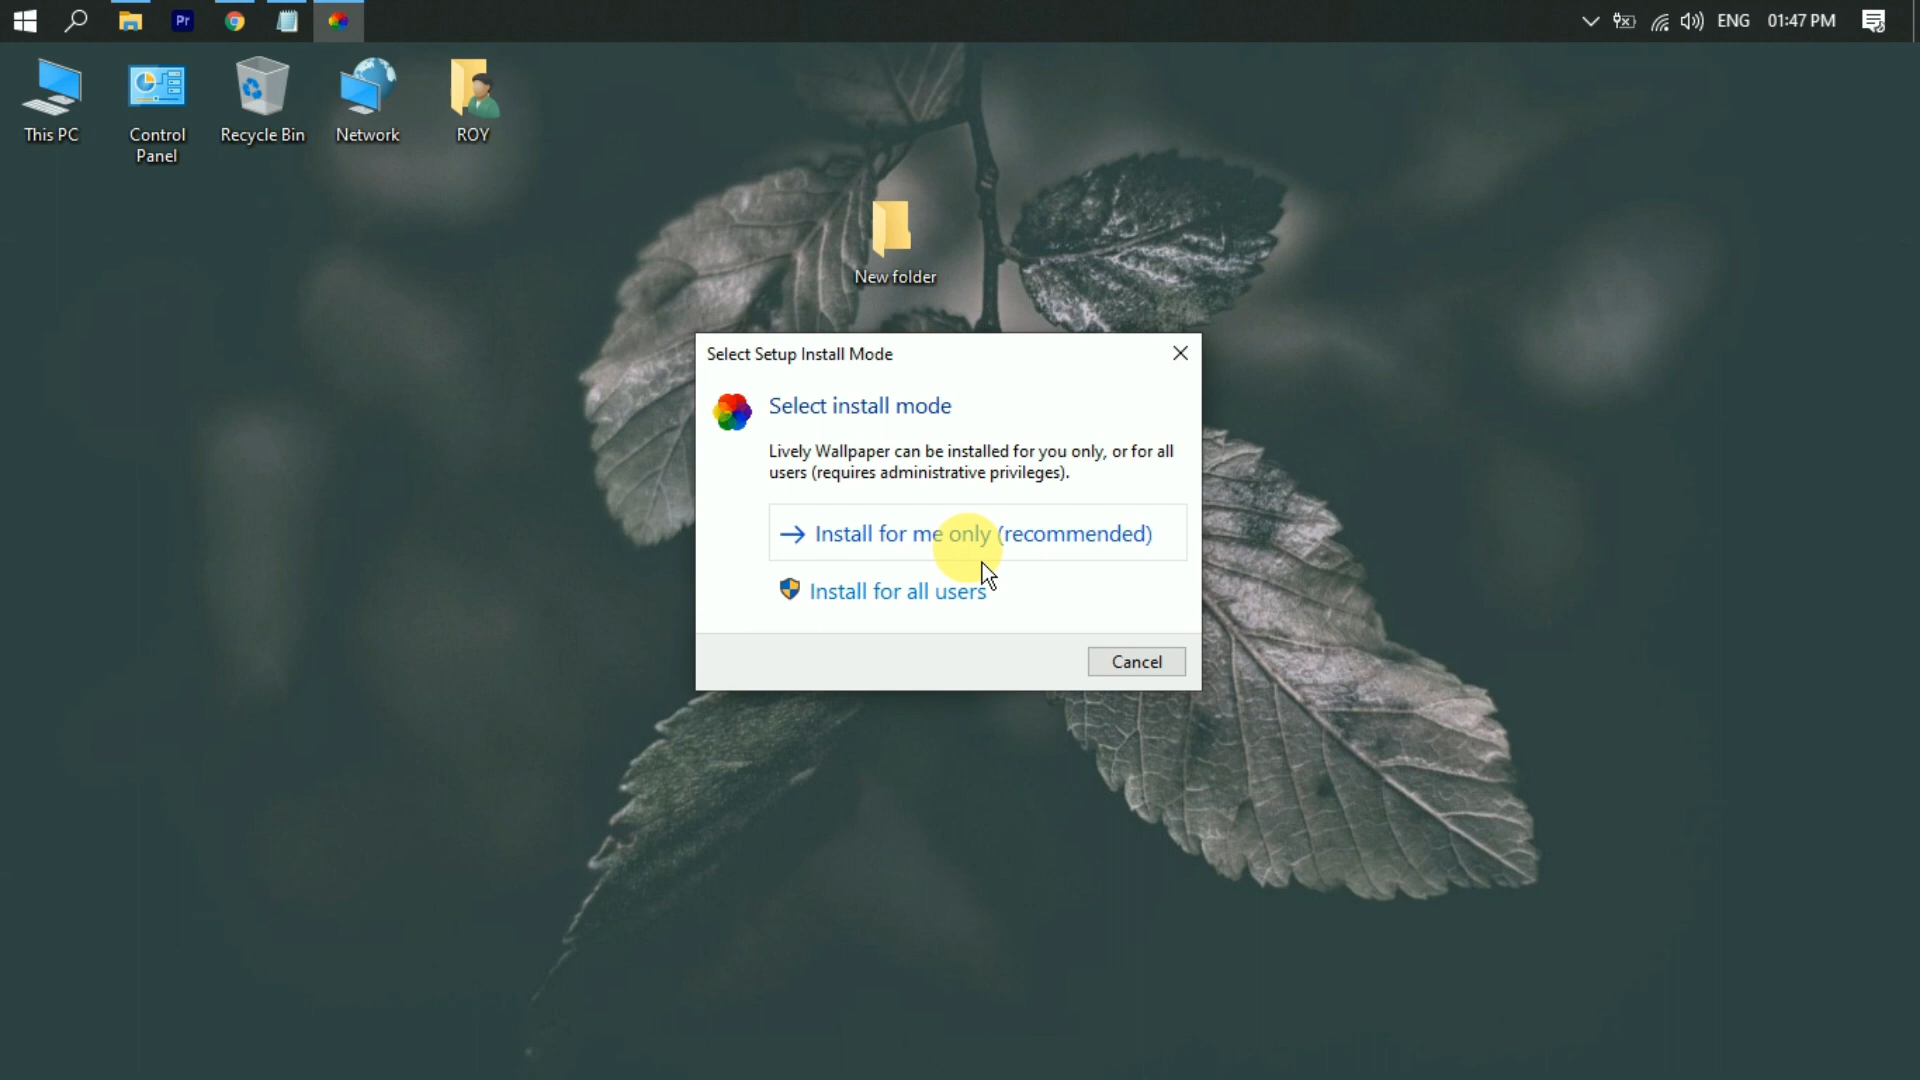 Pr
ENG
01:47 PM
This PC
Control
Panel
Recycle Bin
Network
ROY
New folder
Select Setup Install Mode
Select install mode
Lively Wallpaper can be installed for you only, or for all
users (requires administrative privileges).
Install for me only (recommended)
Install for all users
Cancel